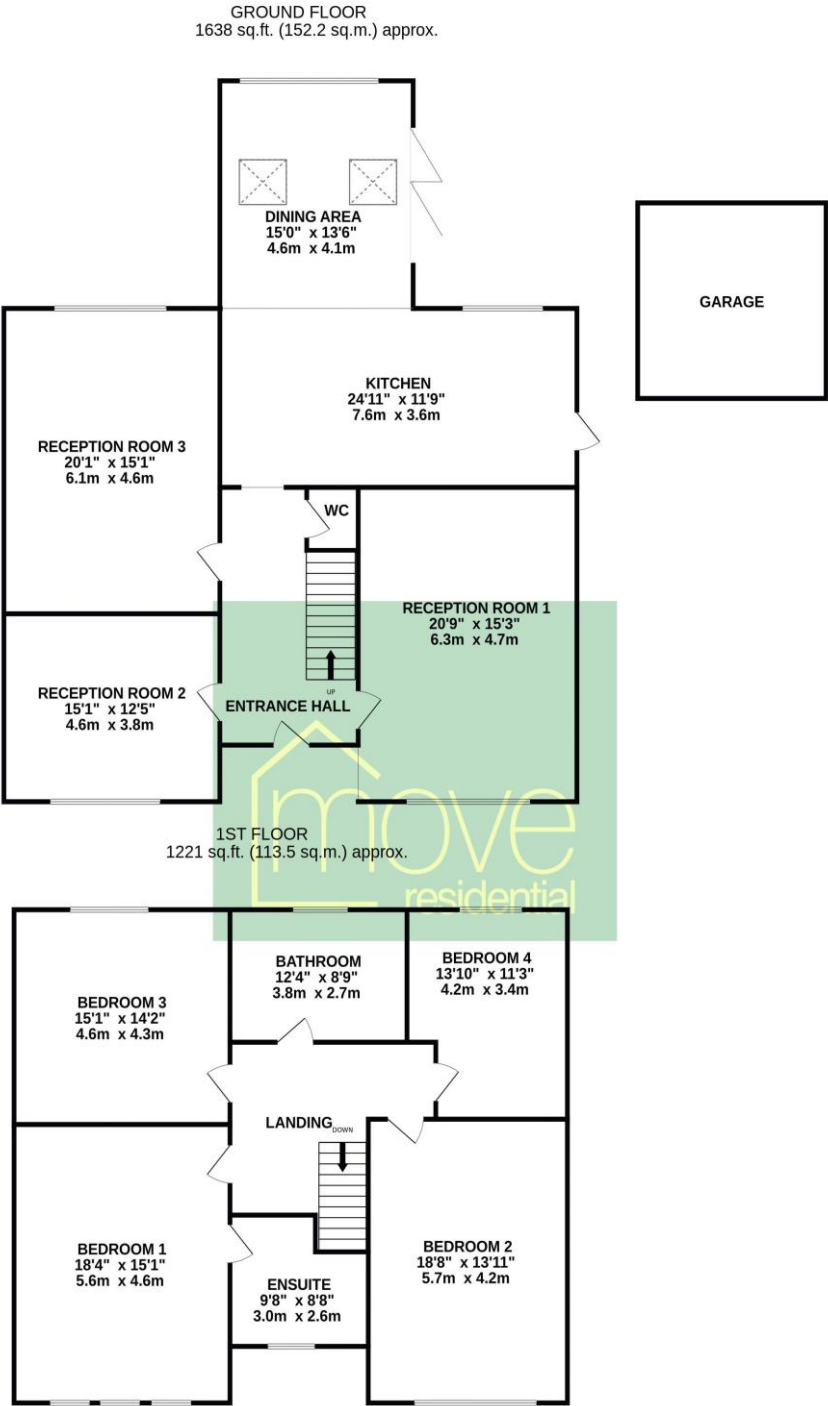 GROUND FLOOR
1638 sq.ft. (152.2 sq.m.) approx.
DINING AREA
15'0" x 13'6"
4.6m x 4.1m
GARAGE
KITCHEN
24'11" x 11'9"
7.6m x 3.6m
RECEPTION ROOM 3
20'1" x 15'1"
6.1m x 4.6m
WC
RECEPTION ROOM 1
20'9" x 15'3"
6.3m x 4.7m
RECEPTION ROOM 2
15'1" x 12'5"
4.6m x 3.8m
UP
ENTRANCE HALL
move
residential
1ST FLOOR
1221 sq.ft. (113.5 sq.m.) approx.
BATHROOM
12'4" x 8'9"
3.8m x 2.7m
BEDROOM 4
13'10" x 11'3"
4.2m x 3.4m
BEDROOM 3
15'1" x 14'2"
4.6m x 4.3m
LANDING
DOWN
BEDROOM 1
18'4" x 15'1"
5.6m x 4.6m
BEDROOM 2
18'8" x 13'11"
5.7m x 4.2m
ENSUITE
9'8" x 8'8"
3.0m x 2.6m